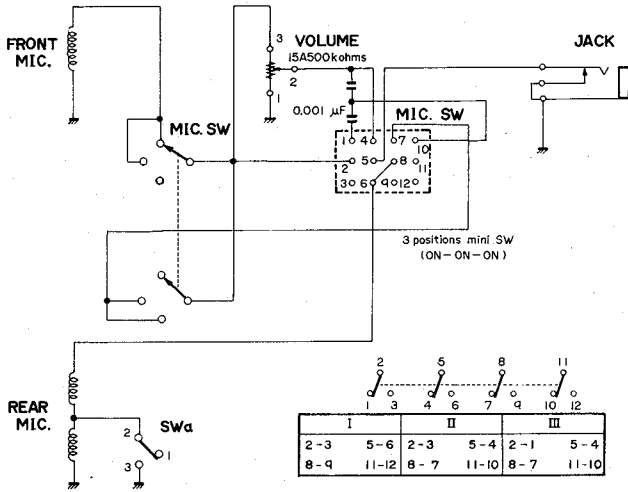 FRONT
MIC.
VOLUME
15A500kohms
3
2
1
0.001 μF
JACK
MIC. SW
MIC. SW
1 4 7 10
2 5 8 11
3 6 9 12
3 positions mini SW
(ON-ON-ON)
REAR
MIC.
SWa
2
1
3
2 5 8 11
1 3 4 6 7 9 10 12
I II III
2-3 5-6 2-3 5-4 2-1 5-4
8-9 11-12 8-7 11-10 8-7 11-10